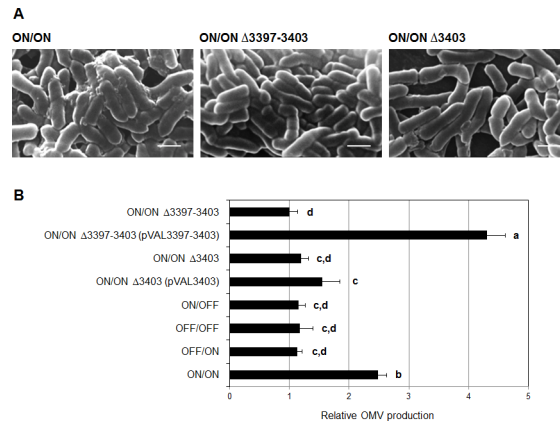 A
ON/ON
ON/ON Δ3397-3403
ON/ON Δ3403
B
ON/ON Δ3397-3403
d
ON/ON Δ3397-3403 (pVAL3397-3403)
a
ON/ON Δ3403
c,d
ON/ON Δ3403 (pVAL3403)
c
ON/OFF
c,d
OFF/OFF
c,d
OFF/ON
c,d
ON/ON
b
0 1 2 3 4 5
Relative OMV production